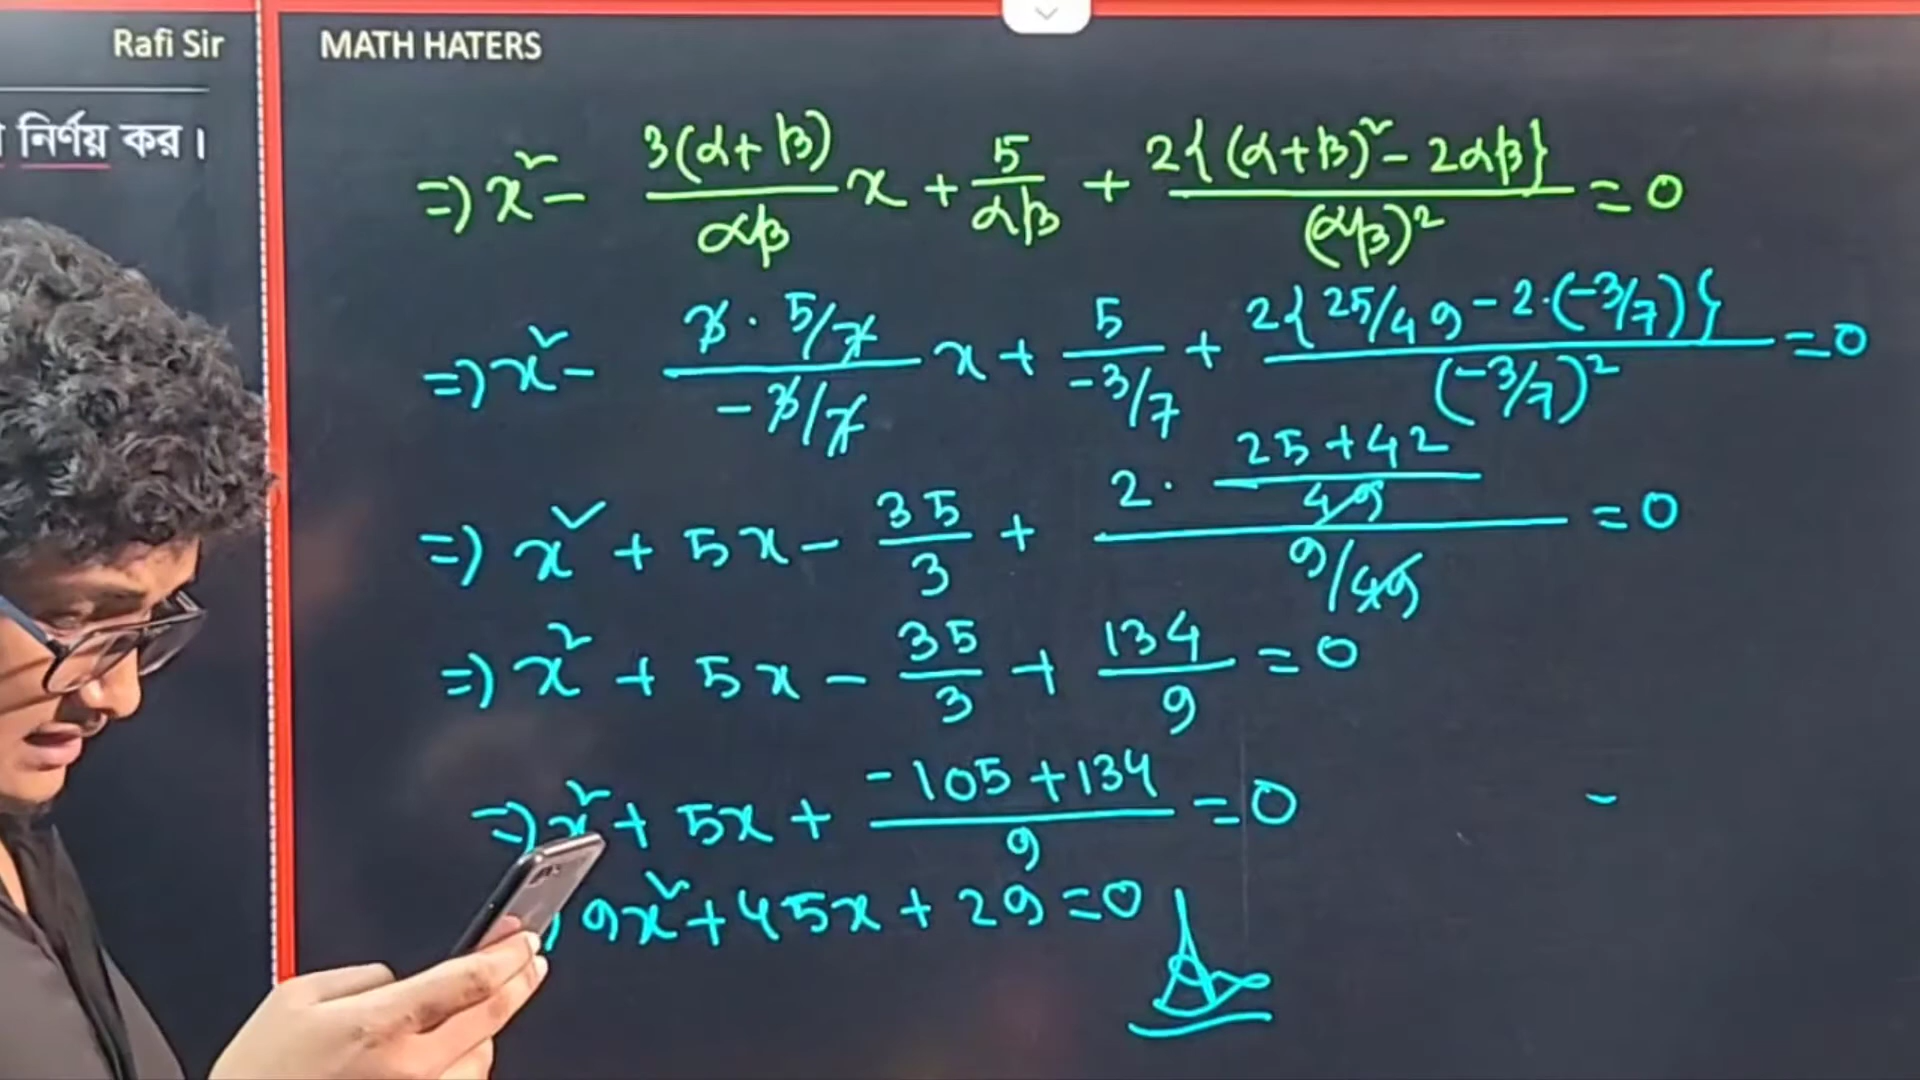 Rafi Sir
MATH HATERS
নির্ণয় কর।
⇒ x² - 3(α+β)/αβ x + 5/αβ + 2{(α+β)² - 2αβ}/(αβ)² = 0
⇒ x² - (3 · 5/7)/(-3/7) x + 5/(-3/7) + 2{25/49 - 2·(-3/7)}/(-3/7)² = 0
⇒ x² + 5x - 35/3 + (2 · (25+42)/49)/(9/49) = 0
⇒ x² + 5x - 35/3 + 134/9 = 0
⇒ x² + 5x + (-105+134)/9 = 0
9x² + 45x + 29 = 0